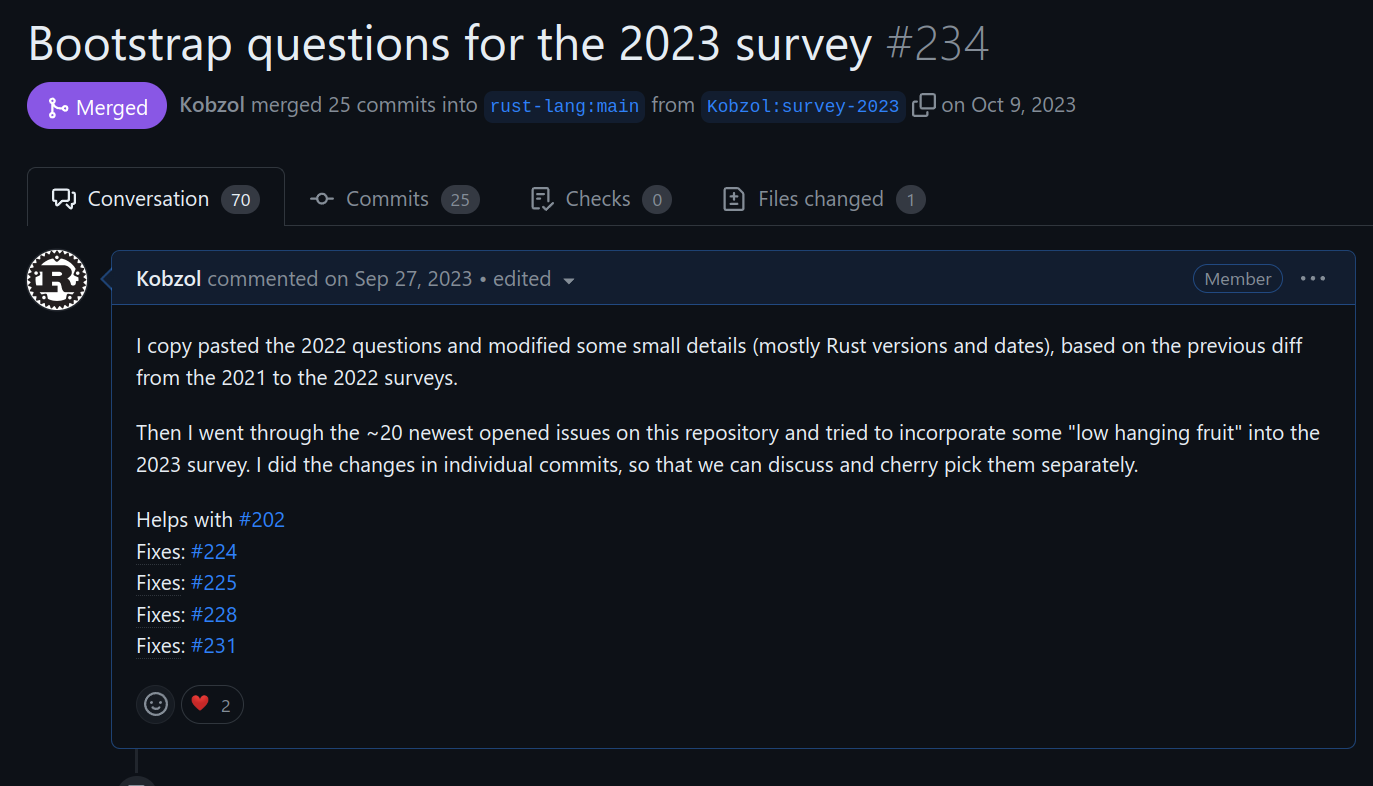 Bootstrap questions for the 2023 survey #234
Merged Kobzol merged 25 commits into rust-lang:main from Kobzol:survey-2023 on Oct 9, 2023
Conversation 70 Commits 25 Checks 0 Files changed 1
R
Kobzol commented on Sep 27, 2023 • edited Member
I copy pasted the 2022 questions and modified some small details (mostly Rust versions and dates), based on the previous diff
from the 2021 to the 2022 surveys.
Then I went through the ~20 newest opened issues on this repository and tried to incorporate some "low hanging fruit" into the
2023 survey. I did the changes in individual commits, so that we can discuss and cherry pick them separately.
Helps with #202
Fixes: #224
Fixes: #225
Fixes: #228
Fixes: #231
2